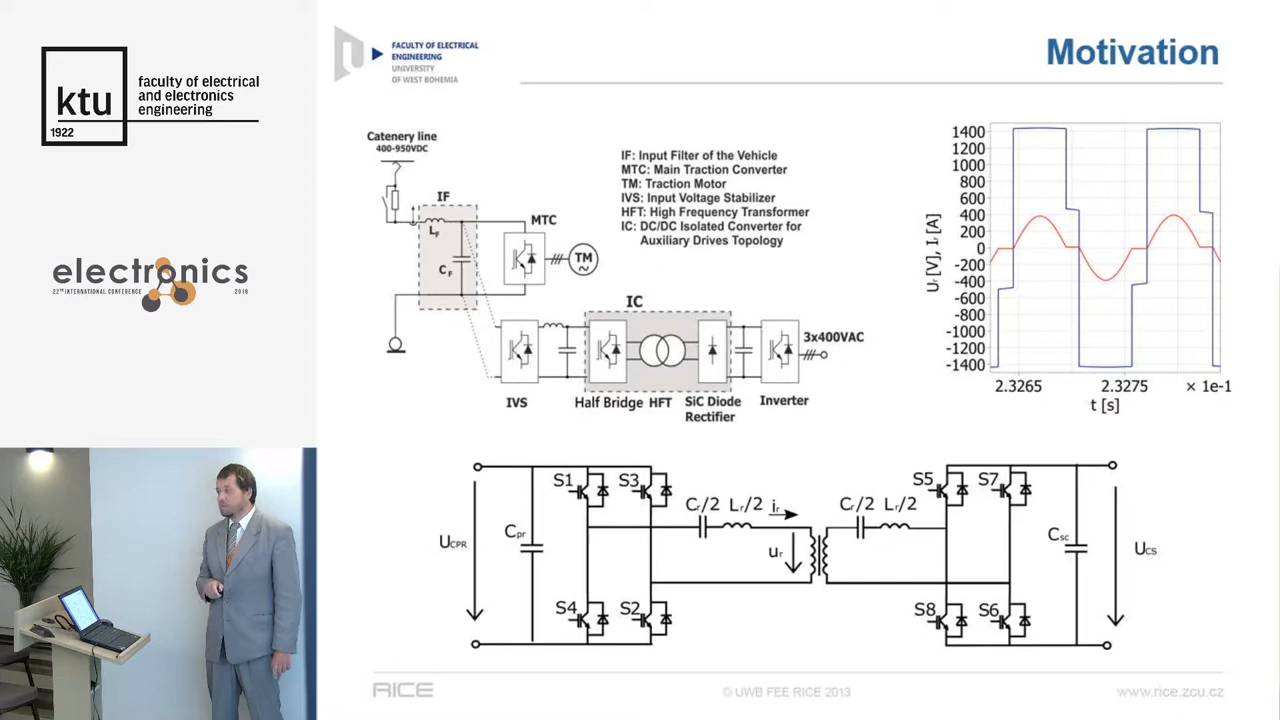 ktu
1922
faculty of electrical
and electronics
engineering
electronics
22TH INTERNATIONAL CONFERENCE 2018
FACULTY OF ELECTRICAL
ENGINEERING
UNIVERSITY
OF WEST BOHEMIA
Motivation
Catenery line
400-950VDC
IF
LF
CF
MTC
TM
~
IF: Input Filter of the Vehicle
MTC: Main Traction Converter
TM: Traction Motor
IVS: Input Voltage Stabilizer
HFT: High Frequency Transformer
IC: DC/DC Isolated Converter for
Auxiliary Drives Topology
IC
3x400VAC
IVS
Half Bridge
HFT
SiC Diode
Rectifier
Inverter
Ur [V], Ir [A]
1400
1200
1000
800
600
400
200
0
-200
-400
-600
-800
-1000
-1200
-1400
2.3265
2.3275
× 1e-1
t [s]
S1
S3
S5
S7
Cr/2
Lr/2
ir
Cr/2
Lr/2
UCPR
Cpr
ur
Csc
UCS
S4
S2
S8
S6
RICE
© UWB FEE RICE 2013
www.rice.zcu.cz